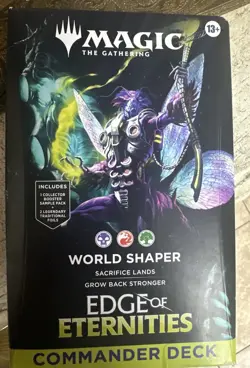 MAGIC
THE GATHERING
13+
INCLUDES
1 COLLECTOR
BOOSTER
SAMPLE PACK
+
2 LEGENDARY
TRADITIONAL
FOILS
WORLD SHAPER
SACRIFICE LANDS
GROW BACK STRONGER
EDGE OF
ETERNITIES
COMMANDER DECK